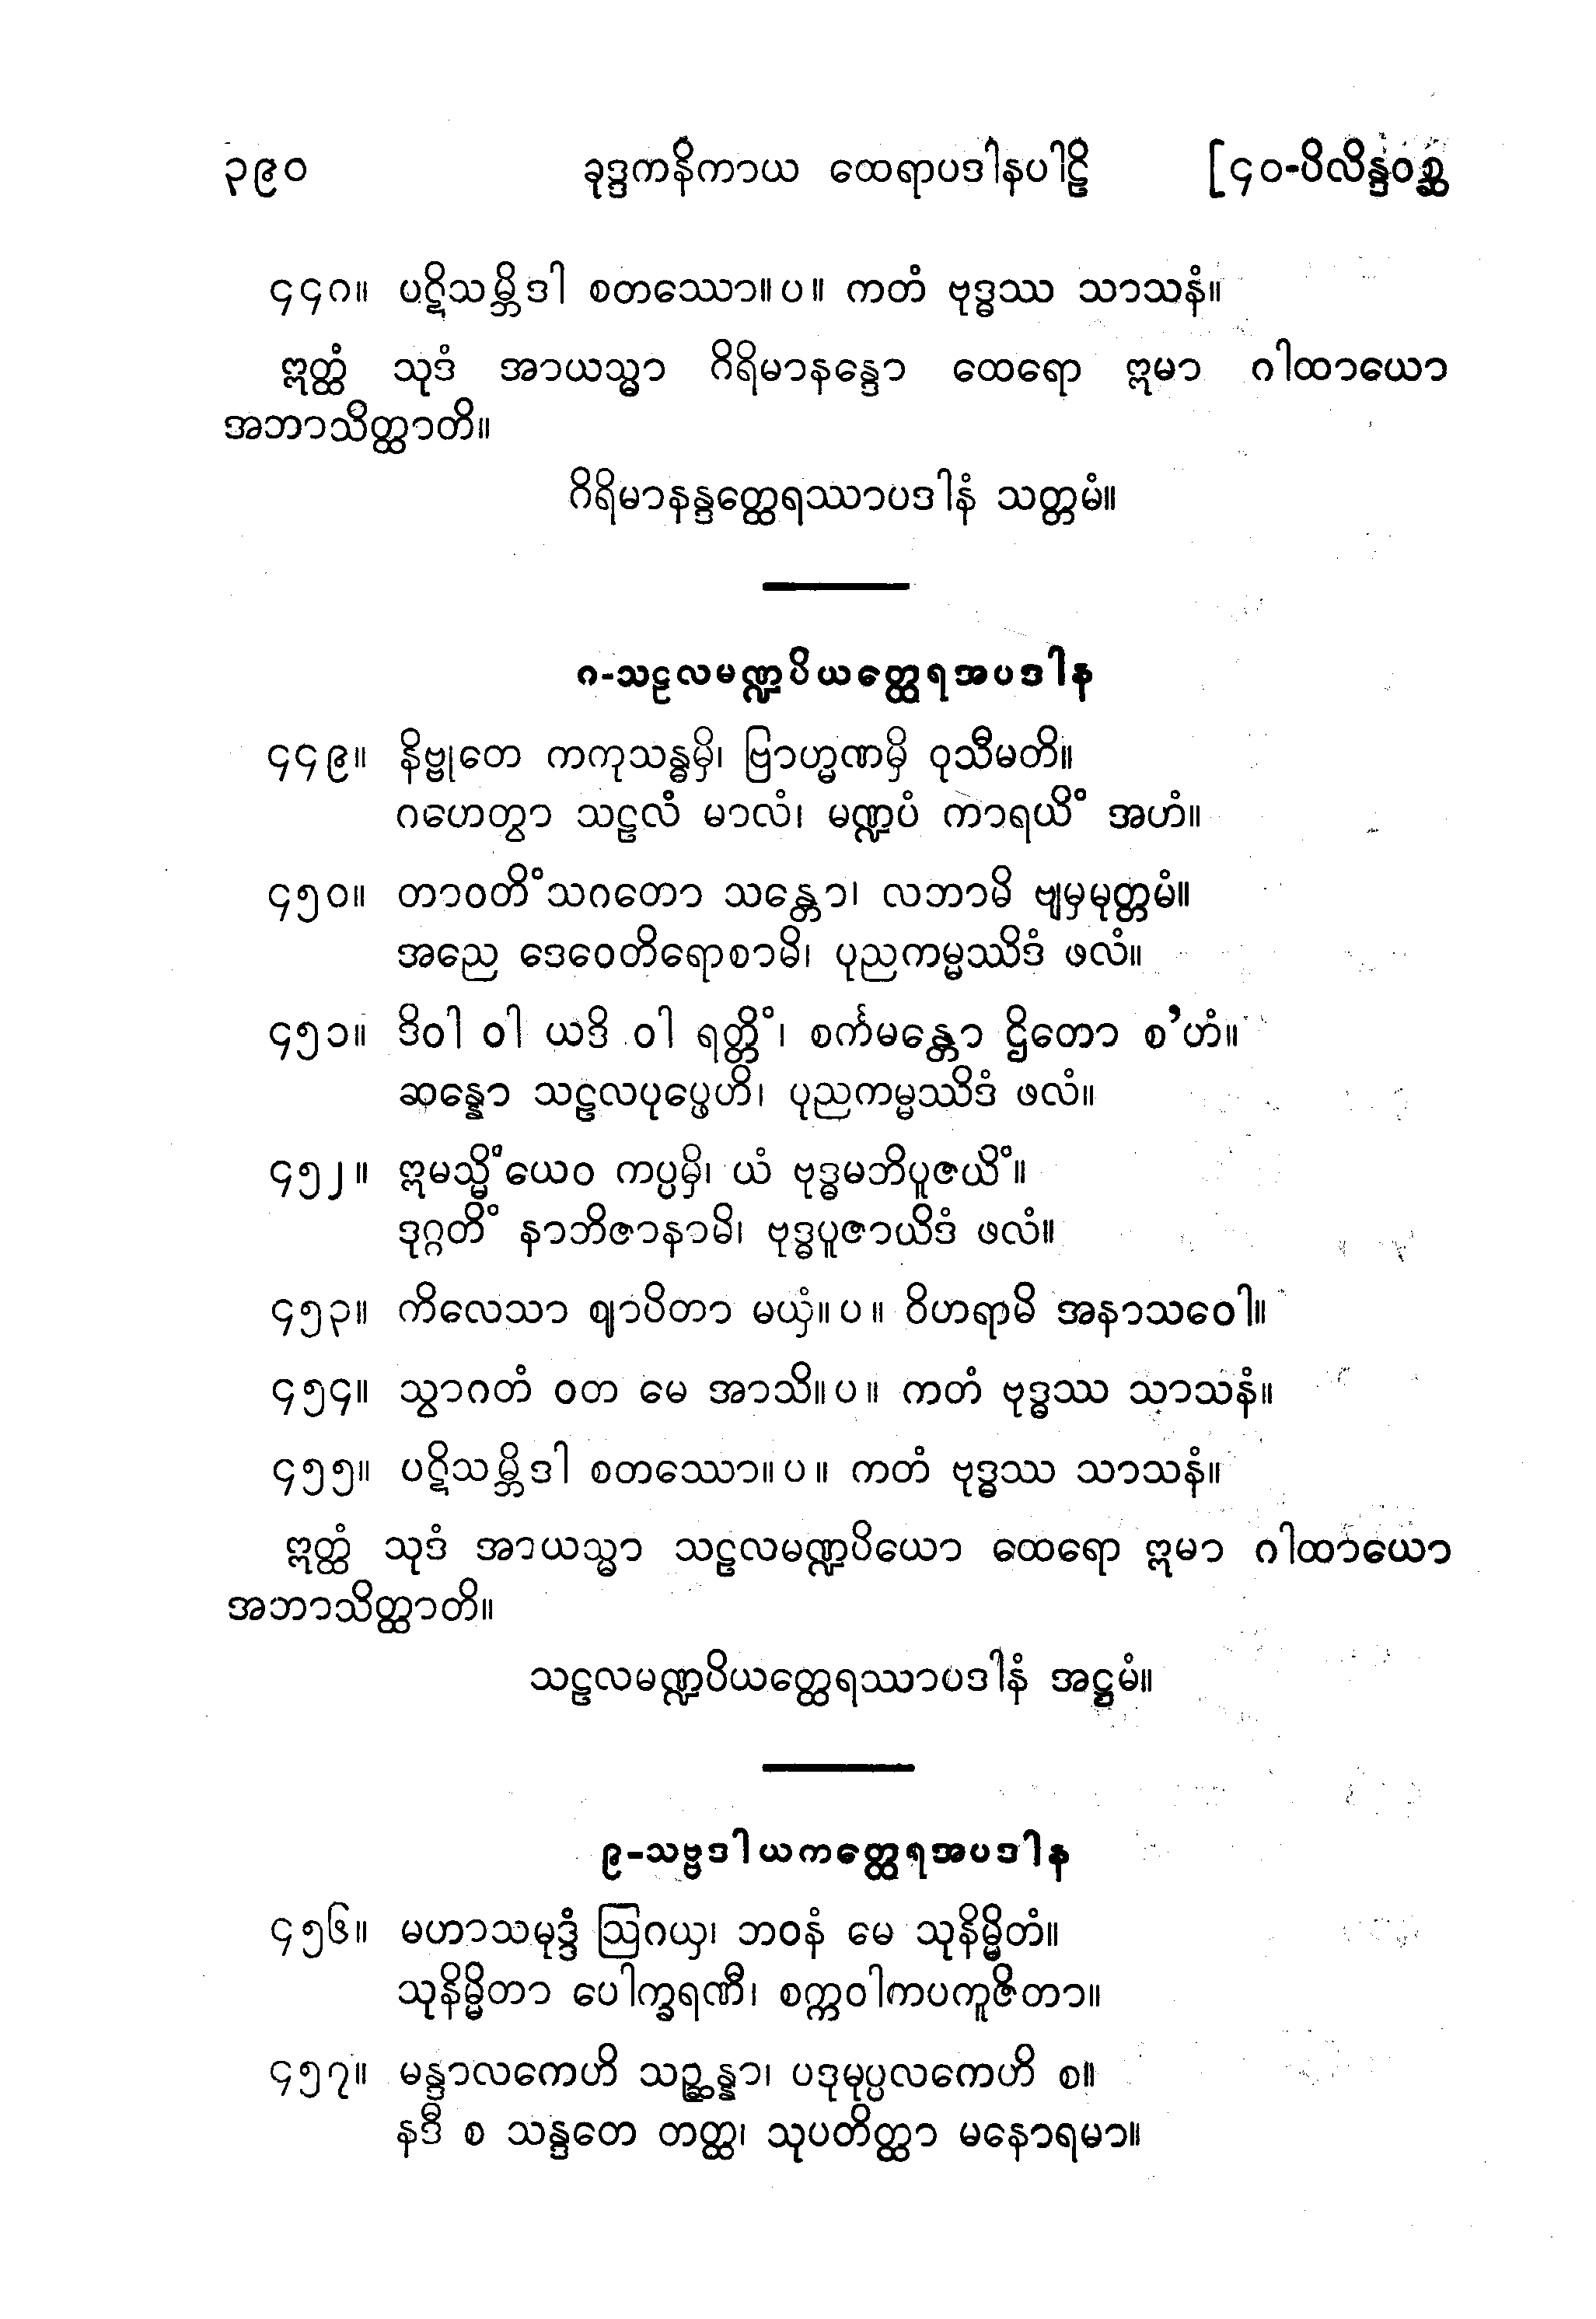 ၃၉၀ ခုဒ္ဒကနိကာယ ထေရာပဒါနပါဠိ [၄၀-ပိလိန္ဒဝစ္ဆ
၄၄၈။ ပဋိသမ္ဘိဒါ စတဿော။ပ။ ကတံ ဗုဒ္ဓဿ သာသနံ။
ဣတ္ထံ သုဒံ အာယသ္မာ ဂိရိမာနန္ဒော ထေရော ဣမာ ဂါထာယော
အဘာသိတ္ထာတိ။
ဂိရိမာနန္ဒတ္ထေရဿာပဒါနံ သတ္တမံ။
၈-သဠလမဏ္ဍပိယတ္ထေရအပဒါန
၄၄၉။ နိဗ္ဗုတေ ကကုသန္ဓမှိ၊ ဗြာဟ္မဏမှိ ဝုသီမတိ။
ဂဟေတွာ သဠလံ မာလံ၊ မဏ္ဍပံ ကာရယိံ အဟံ။
၄၅၀။ တာဝတိံသဂတော သန္တော၊ လဘာမိ ဗျမှမုတ္တမံ။
အညေ ဒေဝေတိရောစာမိ၊ ပုညကမ္မဿိဒံ ဖလံ။
၄၅၁။ ဒိဝါ ဝါ ယဒိ ဝါ ရတ္တိံ၊ စင်္ကမန္တော ဌိတော စ’ဟံ။
ဆန္နော သဠလပုပ္ဖေဟိ၊ ပုညကမ္မဿိဒံ ဖလံ။
၄၅၂။ ဣမသ္မိံယေဝ ကပ္ပမှိ၊ ယံ ဗုဒ္ဓမဘိပူဇယိံ။
ဒုဂ္ဂတိံ နာဘိဇာနာမိ၊ ဗုဒ္ဓပူဇာယိဒံ ဖလံ။
၄၅၃။ ကိလေသာ ဈာပိတာ မယှံ။ပ။ ဝိဟရာမိ အနာသဝေါ။
၄၅၄။ သွာဂတံ ဝတ မေ အာသိ။ပ။ ကတံ ဗုဒ္ဓဿ သာသနံ။
၄၅၅။ ပဋိသမ္ဘိဒါ စတဿော။ပ။ ကတံ ဗုဒ္ဓဿ သာသနံ။
ဣတ္ထံ သုဒံ အာယသ္မာ သဠလမဏ္ဍပိယော ထေရော ဣမာ ဂါထာယော
အဘာသိတ္ထာတိ။
သဠလမဏ္ဍပိယတ္ထေရဿာပဒါနံ အဋ္ဌမံ။
၉-သဗ္ဗဒါယကတ္ထေရအပဒါန
၄၅၆။ မဟာသမုဒ္ဒံ ဩဂယှ၊ ဘဝနံ မေ သုနိမ္မိတံ။
သုနိမ္မိတာ ပေါက္ခရဏီ၊ စက္ကဝါကပကူဇိတာ။
၄၅၇။ မန္ဒာလကေဟိ သဉ္ဆန္နာ၊ ပဒုမုပ္ပလကေဟိ စ။
နဒီ စ သန္ဒတေ တတ္ထ၊ သုပတိတ္ထာ မနောရမာ။